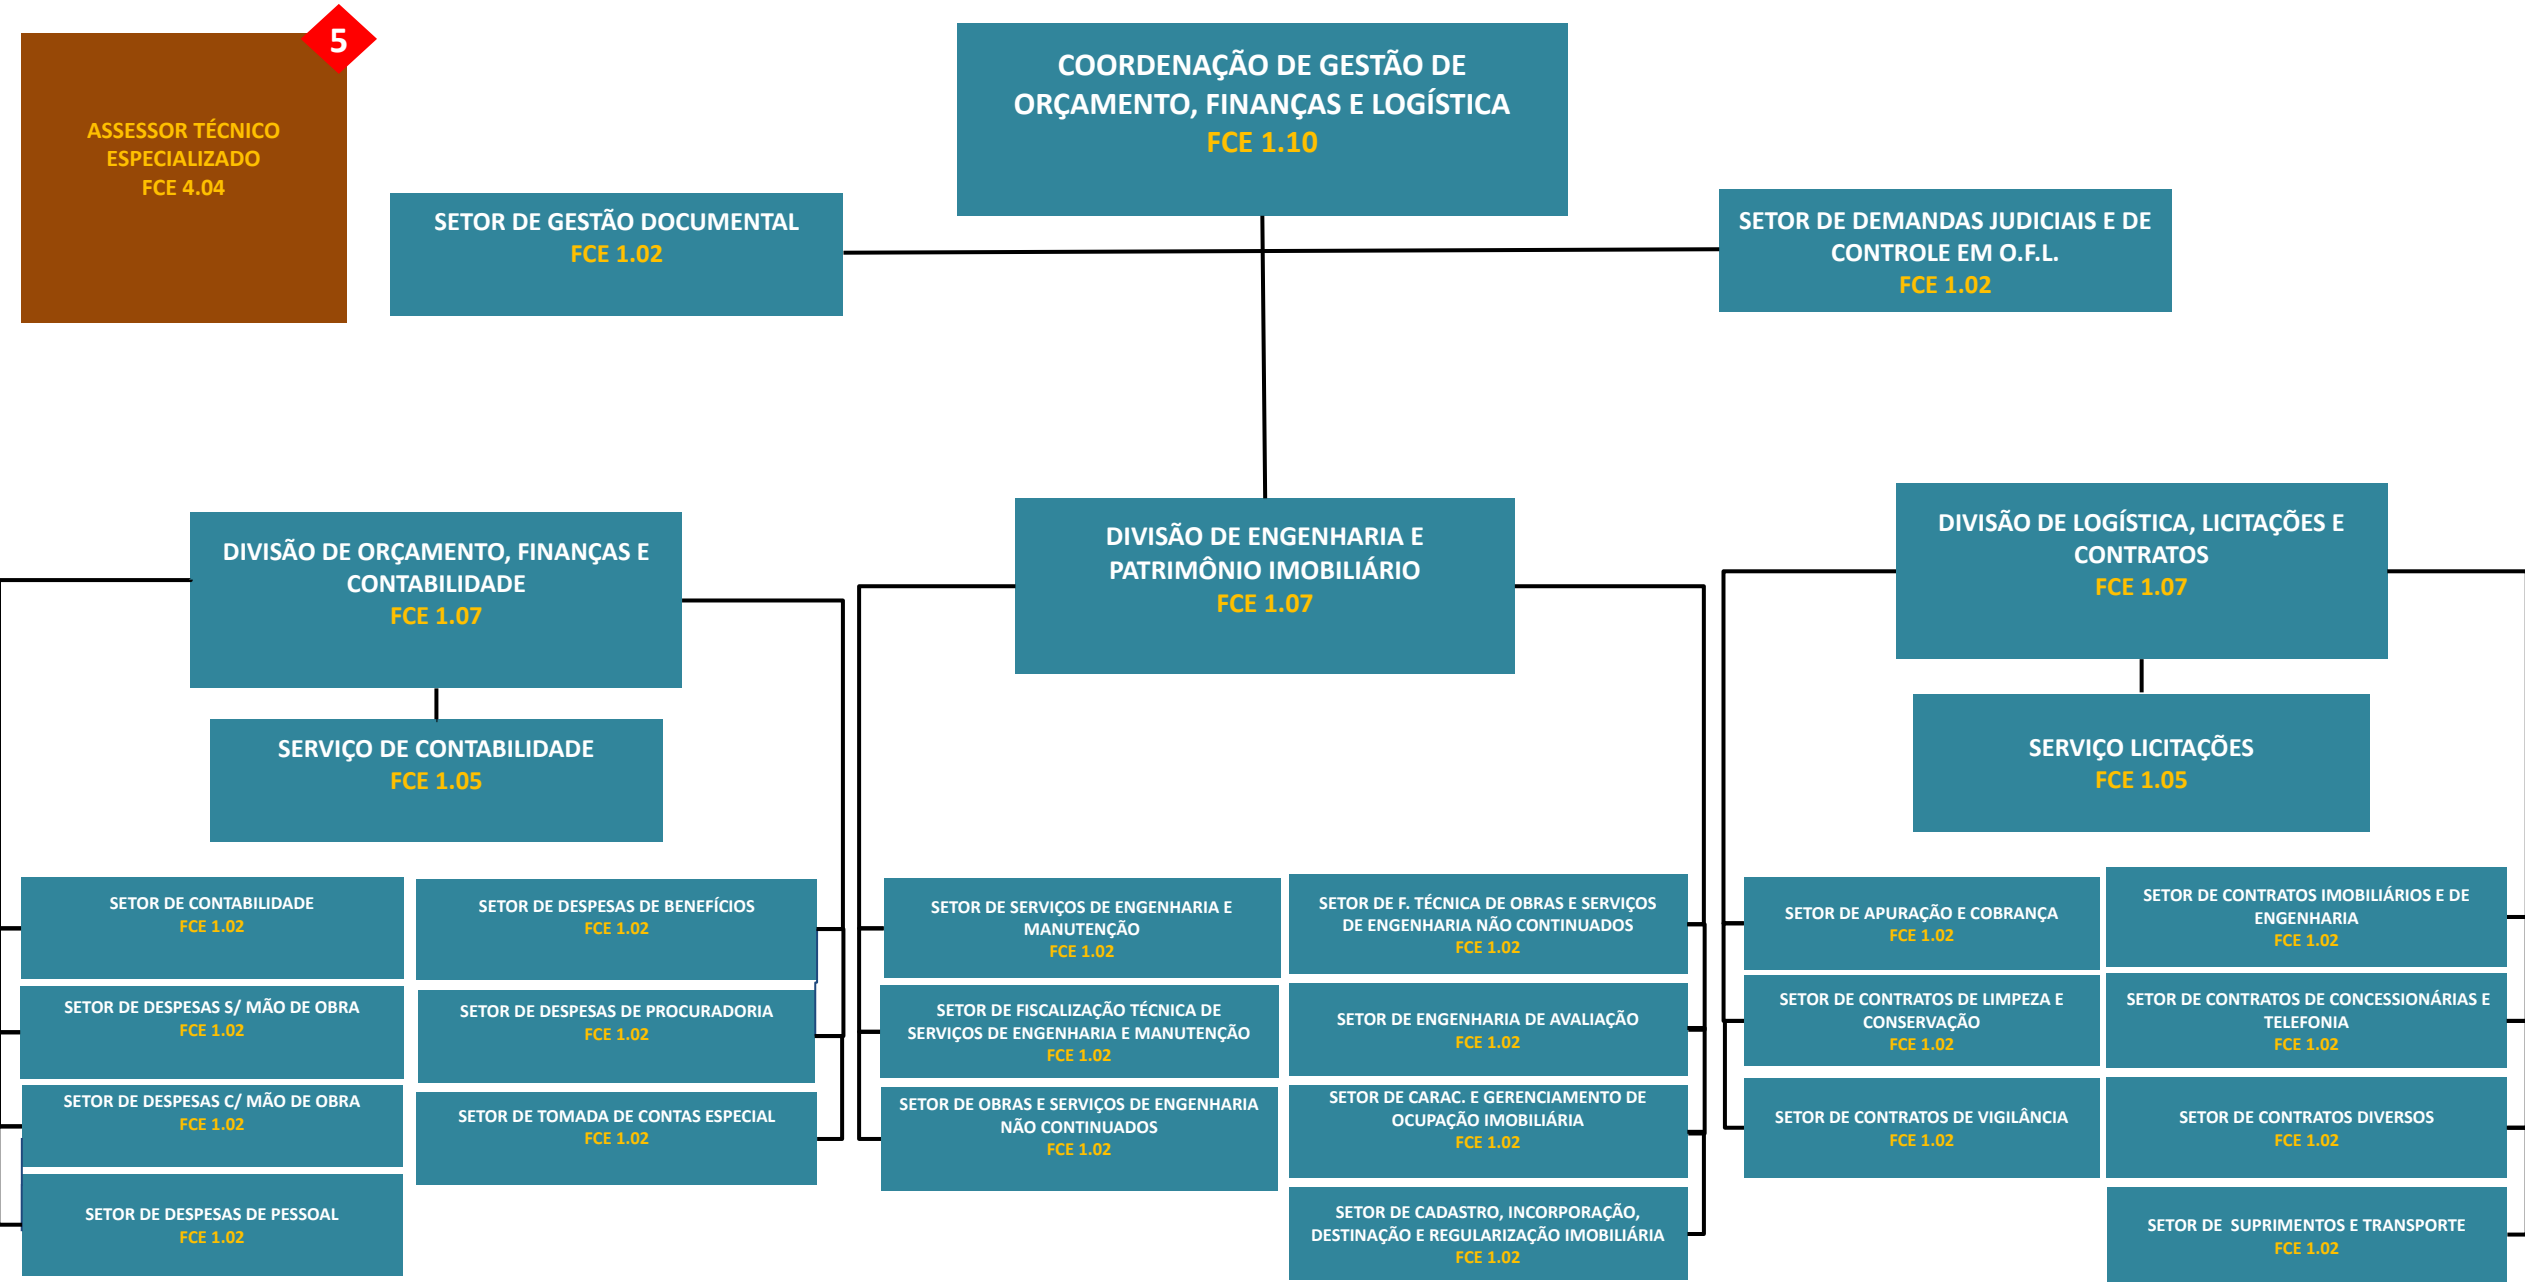 5
ASSESSOR TÉCNICO
ESPECIALIZADO
FCE 4.04
COORDENAÇÃO DE GESTÃO DE
ORÇAMENTO, FINANÇAS E LOGÍSTICA
FCE 1.10
SETOR DE GESTÃO DOCUMENTAL
FCE 1.02
SETOR DE DEMANDAS JUDICIAIS E DE
CONTROLE EM O.F.L.
FCE 1.02
DIVISÃO DE ORÇAMENTO, FINANÇAS E
CONTABILIDADE
FCE 1.07
SERVIÇO DE CONTABILIDADE
FCE 1.05
SETOR DE CONTABILIDADE
FCE 1.02
SETOR DE DESPESAS S/ MÃO DE OBRA
FCE 1.02
SETOR DE DESPESAS C/ MÃO DE OBRA
FCE 1.02
SETOR DE DESPESAS DE PESSOAL
FCE 1.02
SETOR DE DESPESAS DE BENEFÍCIOS
FCE 1.02
SETOR DE DESPESAS DE PROCURADORIA
FCE 1.02
SETOR DE TOMADA DE CONTAS ESPECIAL
FCE 1.02
DIVISÃO DE ENGENHARIA E
PATRIMÔNIO IMOBILIÁRIO
FCE 1.07
SETOR DE SERVIÇOS DE ENGENHARIA E
MANUTENÇÃO
FCE 1.02
SETOR DE FISCALIZAÇÃO TÉCNICA DE
SERVIÇOS DE ENGENHARIA E MANUTENÇÃO
FCE 1.02
SETOR DE OBRAS E SERVIÇOS DE ENGENHARIA
NÃO CONTINUADOS
FCE 1.02
SETOR DE F. TÉCNICA DE OBRAS E SERVIÇOS
DE ENGENHARIA NÃO CONTINUADOS
FCE 1.02
SETOR DE ENGENHARIA DE AVALIAÇÃO
FCE 1.02
SETOR DE CARAC. E GERENCIAMENTO DE
OCUPAÇÃO IMOBILIÁRIA
FCE 1.02
SETOR DE CADASTRO, INCORPORAÇÃO,
DESTINAÇÃO E REGULARIZAÇÃO IMOBILIÁRIA
FCE 1.02
DIVISÃO DE LOGÍSTICA, LICITAÇÕES E
CONTRATOS
FCE 1.07
SERVIÇO LICITAÇÕES
FCE 1.05
SETOR DE APURAÇÃO E COBRANÇA
FCE 1.02
SETOR DE CONTRATOS DE LIMPEZA E
CONSERVAÇÃO
FCE 1.02
SETOR DE CONTRATOS DE VIGILÂNCIA
FCE 1.02
SETOR DE CONTRATOS IMOBILIÁRIOS E DE
ENGENHARIA
FCE 1.02
SETOR DE CONTRATOS DE CONCESSIONÁRIAS E
TELEFONIA
FCE 1.02
SETOR DE CONTRATOS DIVERSOS
FCE 1.02
SETOR DE SUPRIMENTOS E TRANSPORTE
FCE 1.02